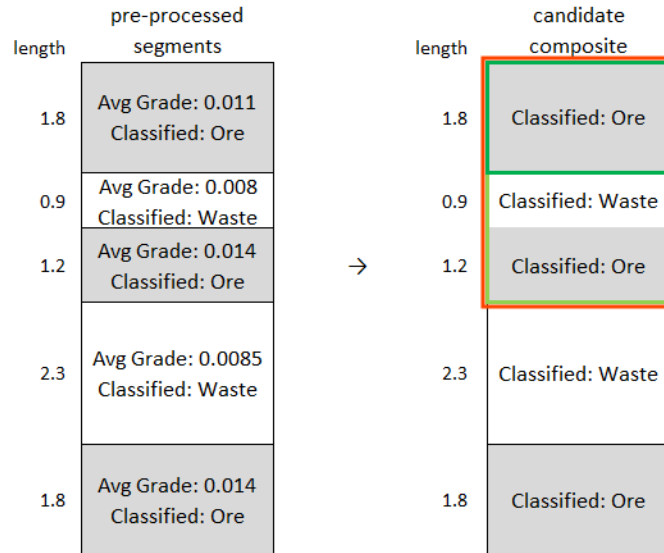 pre-processed
segments
length
1.8
Avg Grade: 0.011
Classified: Ore
0.9
Avg Grade: 0.008
Classified: Waste
1.2
Avg Grade: 0.014
Classified: Ore
2.3
Avg Grade: 0.0085
Classified: Waste
1.8
Avg Grade: 0.014
Classified: Ore
→
candidate
composite
length
1.8
Classified: Ore
0.9
Classified: Waste
1.2
Classified: Ore
2.3
Classified: Waste
1.8
Classified: Ore